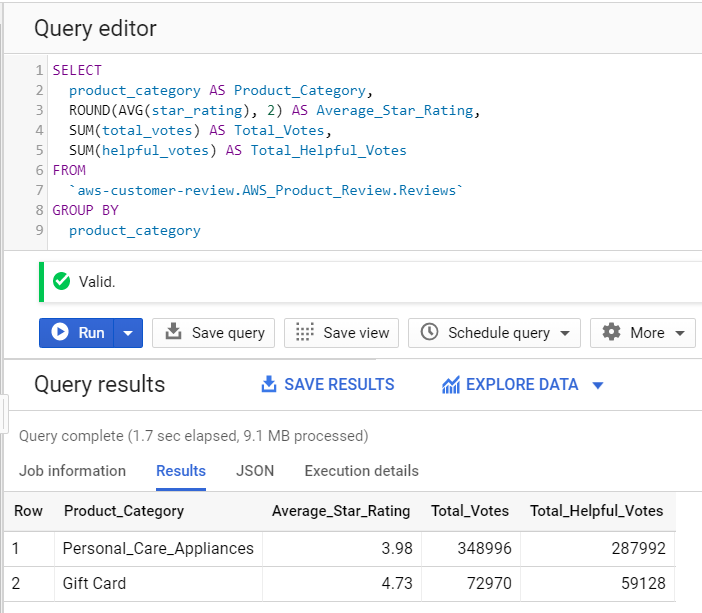 Query editor
1 SELECT
2 product_category AS Product_Category,
3 ROUND(AVG(star_rating), 2) AS Average_Star_Rating,
4 SUM(total_votes) AS Total_Votes,
5 SUM(helpful_votes) AS Total_Helpful_Votes
6 FROM
7 `aws-customer-review.AWS_Product_Review.Reviews`
8 GROUP BY
9 product_category
Valid.
Run Save query Save view Schedule query More
Query results SAVE RESULTS EXPLORE DATA
Query complete (1.7 sec elapsed, 9.1 MB processed)
Job information Results JSON Execution details
Row Product_Category Average_Star_Rating Total_Votes Total_Helpful_Votes
1 Personal_Care_Appliances 3.98 348996 287992
2 Gift Card 4.73 72970 59128